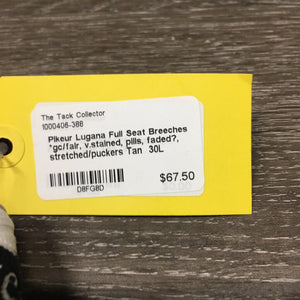 The Tack Collector
1000406-386
Pikeur Lugana Full Seat Breeches
*gc/fair, v.stained, pills, faded?,
stretched/puckers Tan 30L
D8FGBD
$67.50